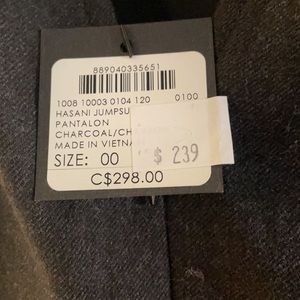 889040335651
1008 10003 0104 120 0100
HASANI JUMPSU
PANTALON
CHARCOAL/CH
MADE IN VIETNA
SIZE: 00
$ 239
C$298.00